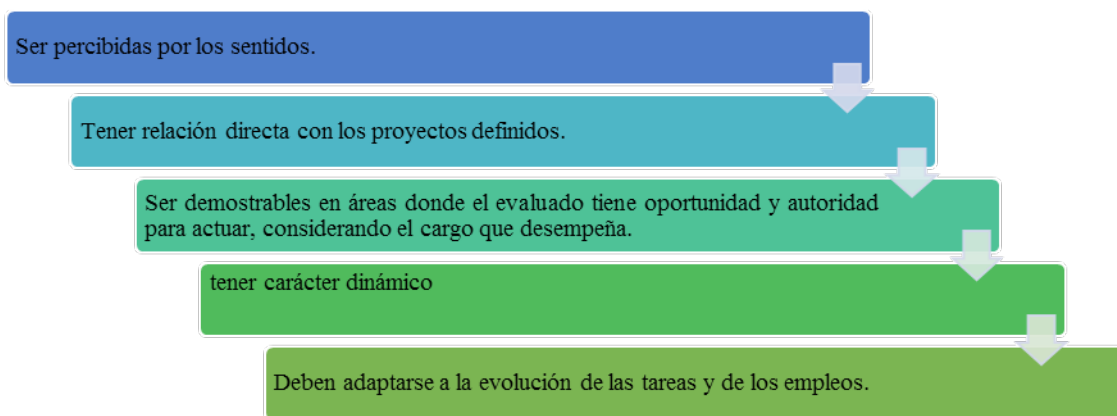 Ser percibidas por los sentidos.
Tener relación directa con los proyectos definidos.
Ser demostrables en áreas donde el evaluado tiene oportunidad y autoridad
para actuar, considerando el cargo que desempeña.
tener carácter dinámico
Deben adaptarse a la evolución de las tareas y de los empleos.